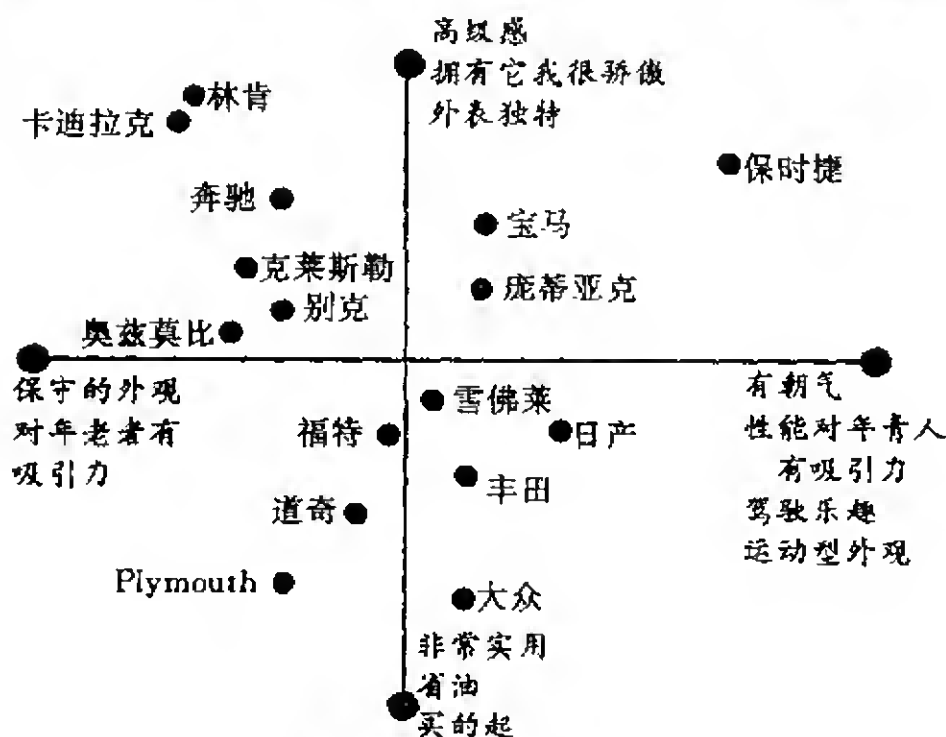 高级感
拥有它我很骄傲
外表独特
林肯
卡迪拉克
保时捷
奔驰
宝马
克莱斯勒
庞蒂亚克
别克
奥兹莫比
保守的外观
对年老者有
吸引力
雪佛莱
福特
日产
有朝气
性能对年青人
有吸引力
驾驶乐趣
运动型外观
丰田
道奇
Plymouth
大众
非常实用
省油
买的起